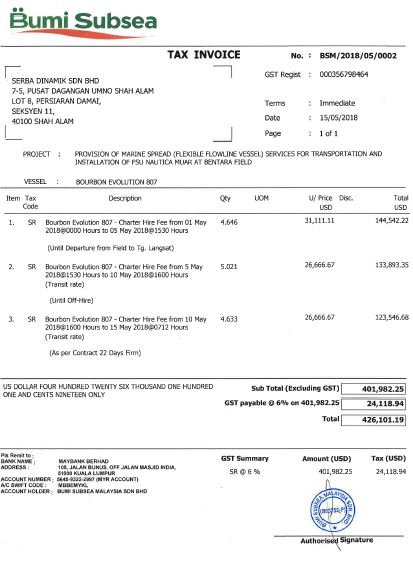 Bumi Subsea
TAX INVOICE
No. : BSM/2018/05/0002
SERBA DINAMIK SDN BHD
7-5, PUSAT DAGANGAN UMNO SHAH ALAM
LOT 8, PERSIARAN DAMAI,
SEKSYEN 11,
40100 SHAH ALAM
GST Regist : 000356798464
Terms : Immediate
Date : 15/05/2018
Page : 1 of 1
PROJECT : PROVISION OF MARINE SPREAD (FLEXIBLE FLOWLINE VESSEL) SERVICES FOR TRANSPORTATION AND
INSTALLATION OF FSU NAUTICA MUAR AT BENTARA FIELD
VESSEL : BOURBON EVOLUTION 807
Item Tax Code Description Qty UOM U/ Price USD Disc. Total USD
1. SR Bourbon Evolution 807 - Charter Hire Fee from 01 May 4.646 31,111.11 144,542.22
2018@0000 Hours to 05 May 2018@1530 Hours
(Until Departure from Field to Tg. Langsat)
2. SR Bourbon Evolution 807 - Charter Hire Fee from 5 May 5.021 26,666.67 133,893.35
2018@1530 Hours to 10 May 2018@1600 Hours
(Transit rate)
(Until Off-Hire)
3. SR Bourbon Evolution 807 - Charter Hire Fee from 10 May 4.633 26,666.67 123,546.68
2018@1600 Hours to 15 May 2018@0712 Hours
(Transit rate)
(As per Contract 22 Days Firm)
US DOLLAR FOUR HUNDRED TWENTY SIX THOUSAND ONE HUNDRED
ONE AND CENTS NINETEEN ONLY
Sub Total (Excluding GST) 401,982.25
GST payable @ 6% on 401,982.25 24,118.94
Total 426,101.19
Pls Remit to :
BANK NAME : MAYBANK BERHAD
ADDRESS : 105, JALAN BUNUS, OFF JALAN MASJID INDIA,
51000 KUALA LUMPUR
ACCOUNT NUMBER : 5645-9322-2997 (MYR ACCOUNT)
A/C SWIFT CODE : MBBEMYKL
ACCOUNT HOLDER : BUMI SUBSEA MALAYSIA SDN BHD
GST Summary Amount (USD) Tax (USD)
SR @ 6 % 401,982.25 24,118.94
BUMI SUBSEA MALAYSIA SDN BHD
Authorised Signature